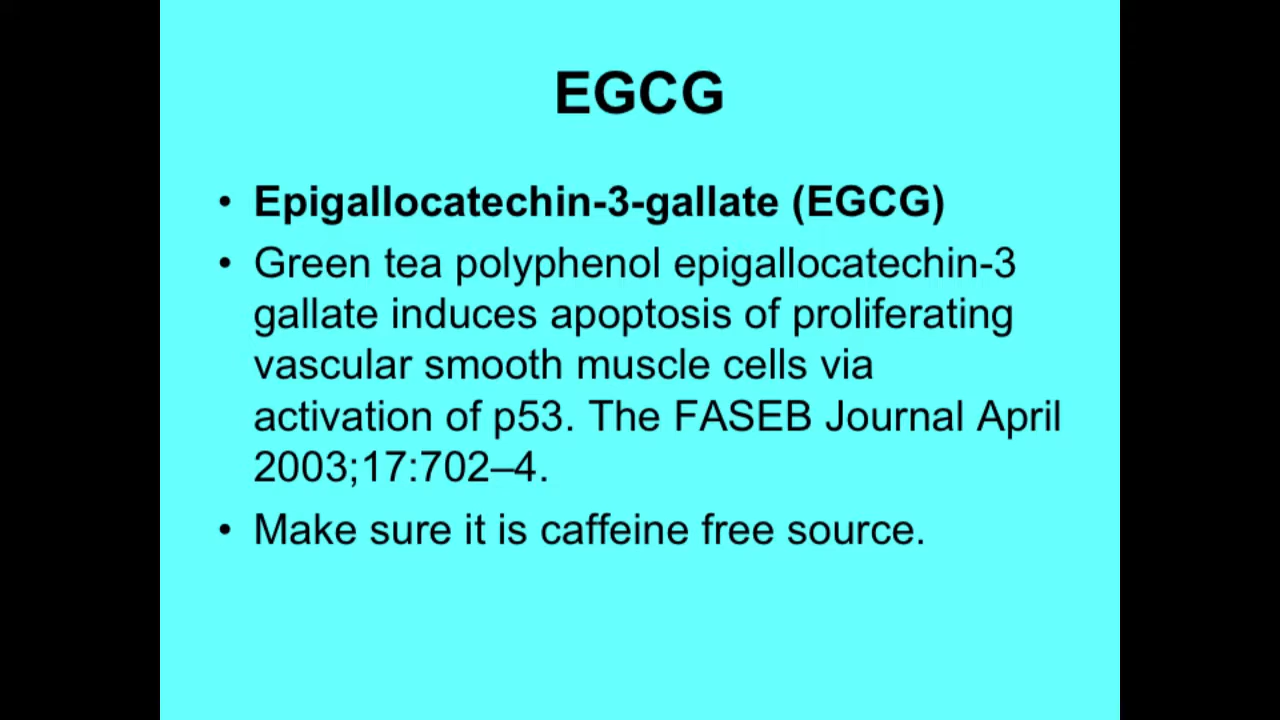 EGCG
• Epigallocatechin-3-gallate (EGCG)
• Green tea polyphenol epigallocatechin-3
gallate induces apoptosis of proliferating
vascular smooth muscle cells via
activation of p53. The FASEB Journal April
2003;17:702–4.
• Make sure it is caffeine free source.